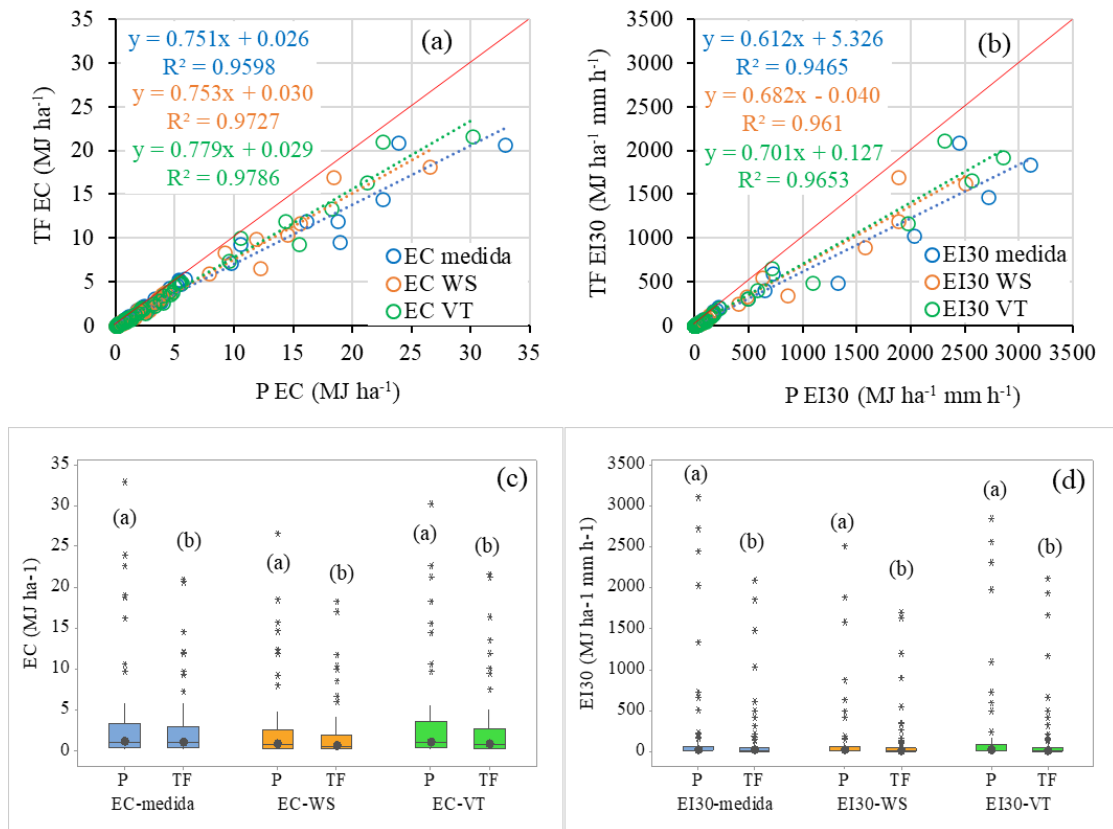 (a)
y = 0.751x + 0.026
R² = 0.9598
y = 0.753x + 0.030
R² = 0.9727
y = 0.779x + 0.029
R² = 0.9786
TF EC (MJ ha⁻¹)
35
30
25
20
15
10
5
0
EC medida
EC WS
EC VT
0 5 10 15 20 25 30 35
P EC (MJ ha⁻¹)
(b)
y = 0.612x + 5.326
R² = 0.9465
y = 0.682x - 0.040
R² = 0.961
y = 0.701x + 0.127
R² = 0.9653
TF EI30 (MJ ha⁻¹ mm h⁻¹)
3500
3000
2500
2000
1500
1000
500
0
EI30 medida
EI30 WS
EI30 VT
0 500 1000 1500 2000 2500 3000 3500
P EI30 (MJ ha⁻¹ mm h⁻¹)
(c)
EC (MJ ha-1)
35
30
25
20
15
10
5
0
(a) (b) (a) (b) (a) (b)
P TF P TF P TF
EC-medida EC-WS EC-VT
(d)
EI30 (MJ ha-1 mm h-1)
3500
3000
2500
2000
1500
1000
500
0
(a) (b) (a) (b) (a) (b)
P TF P TF P TF
EI30-medida EI30-WS EI30-VT